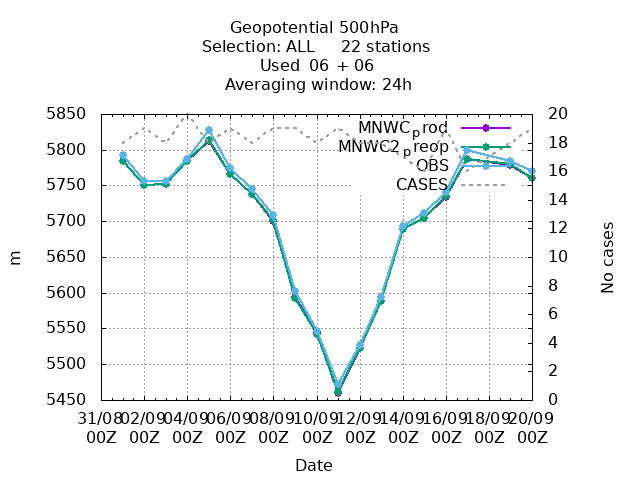 Geopotential 500hPa
Selection: ALL     22 stations
Used  06 + 06
Averaging window: 24h
MNWC_prod
MNWC2_preop
OBS
CASES
5850
5800
5750
5700
5650
5600
5550
5500
5450
m
20
18
16
14
12
10
8
6
4
2
0
No cases
31/08 02/09 04/09 06/09 08/09 10/09 12/09 14/09 16/09 18/09 20/09
00Z 00Z 00Z 00Z 00Z 00Z 00Z 00Z 00Z 00Z 00Z
Date